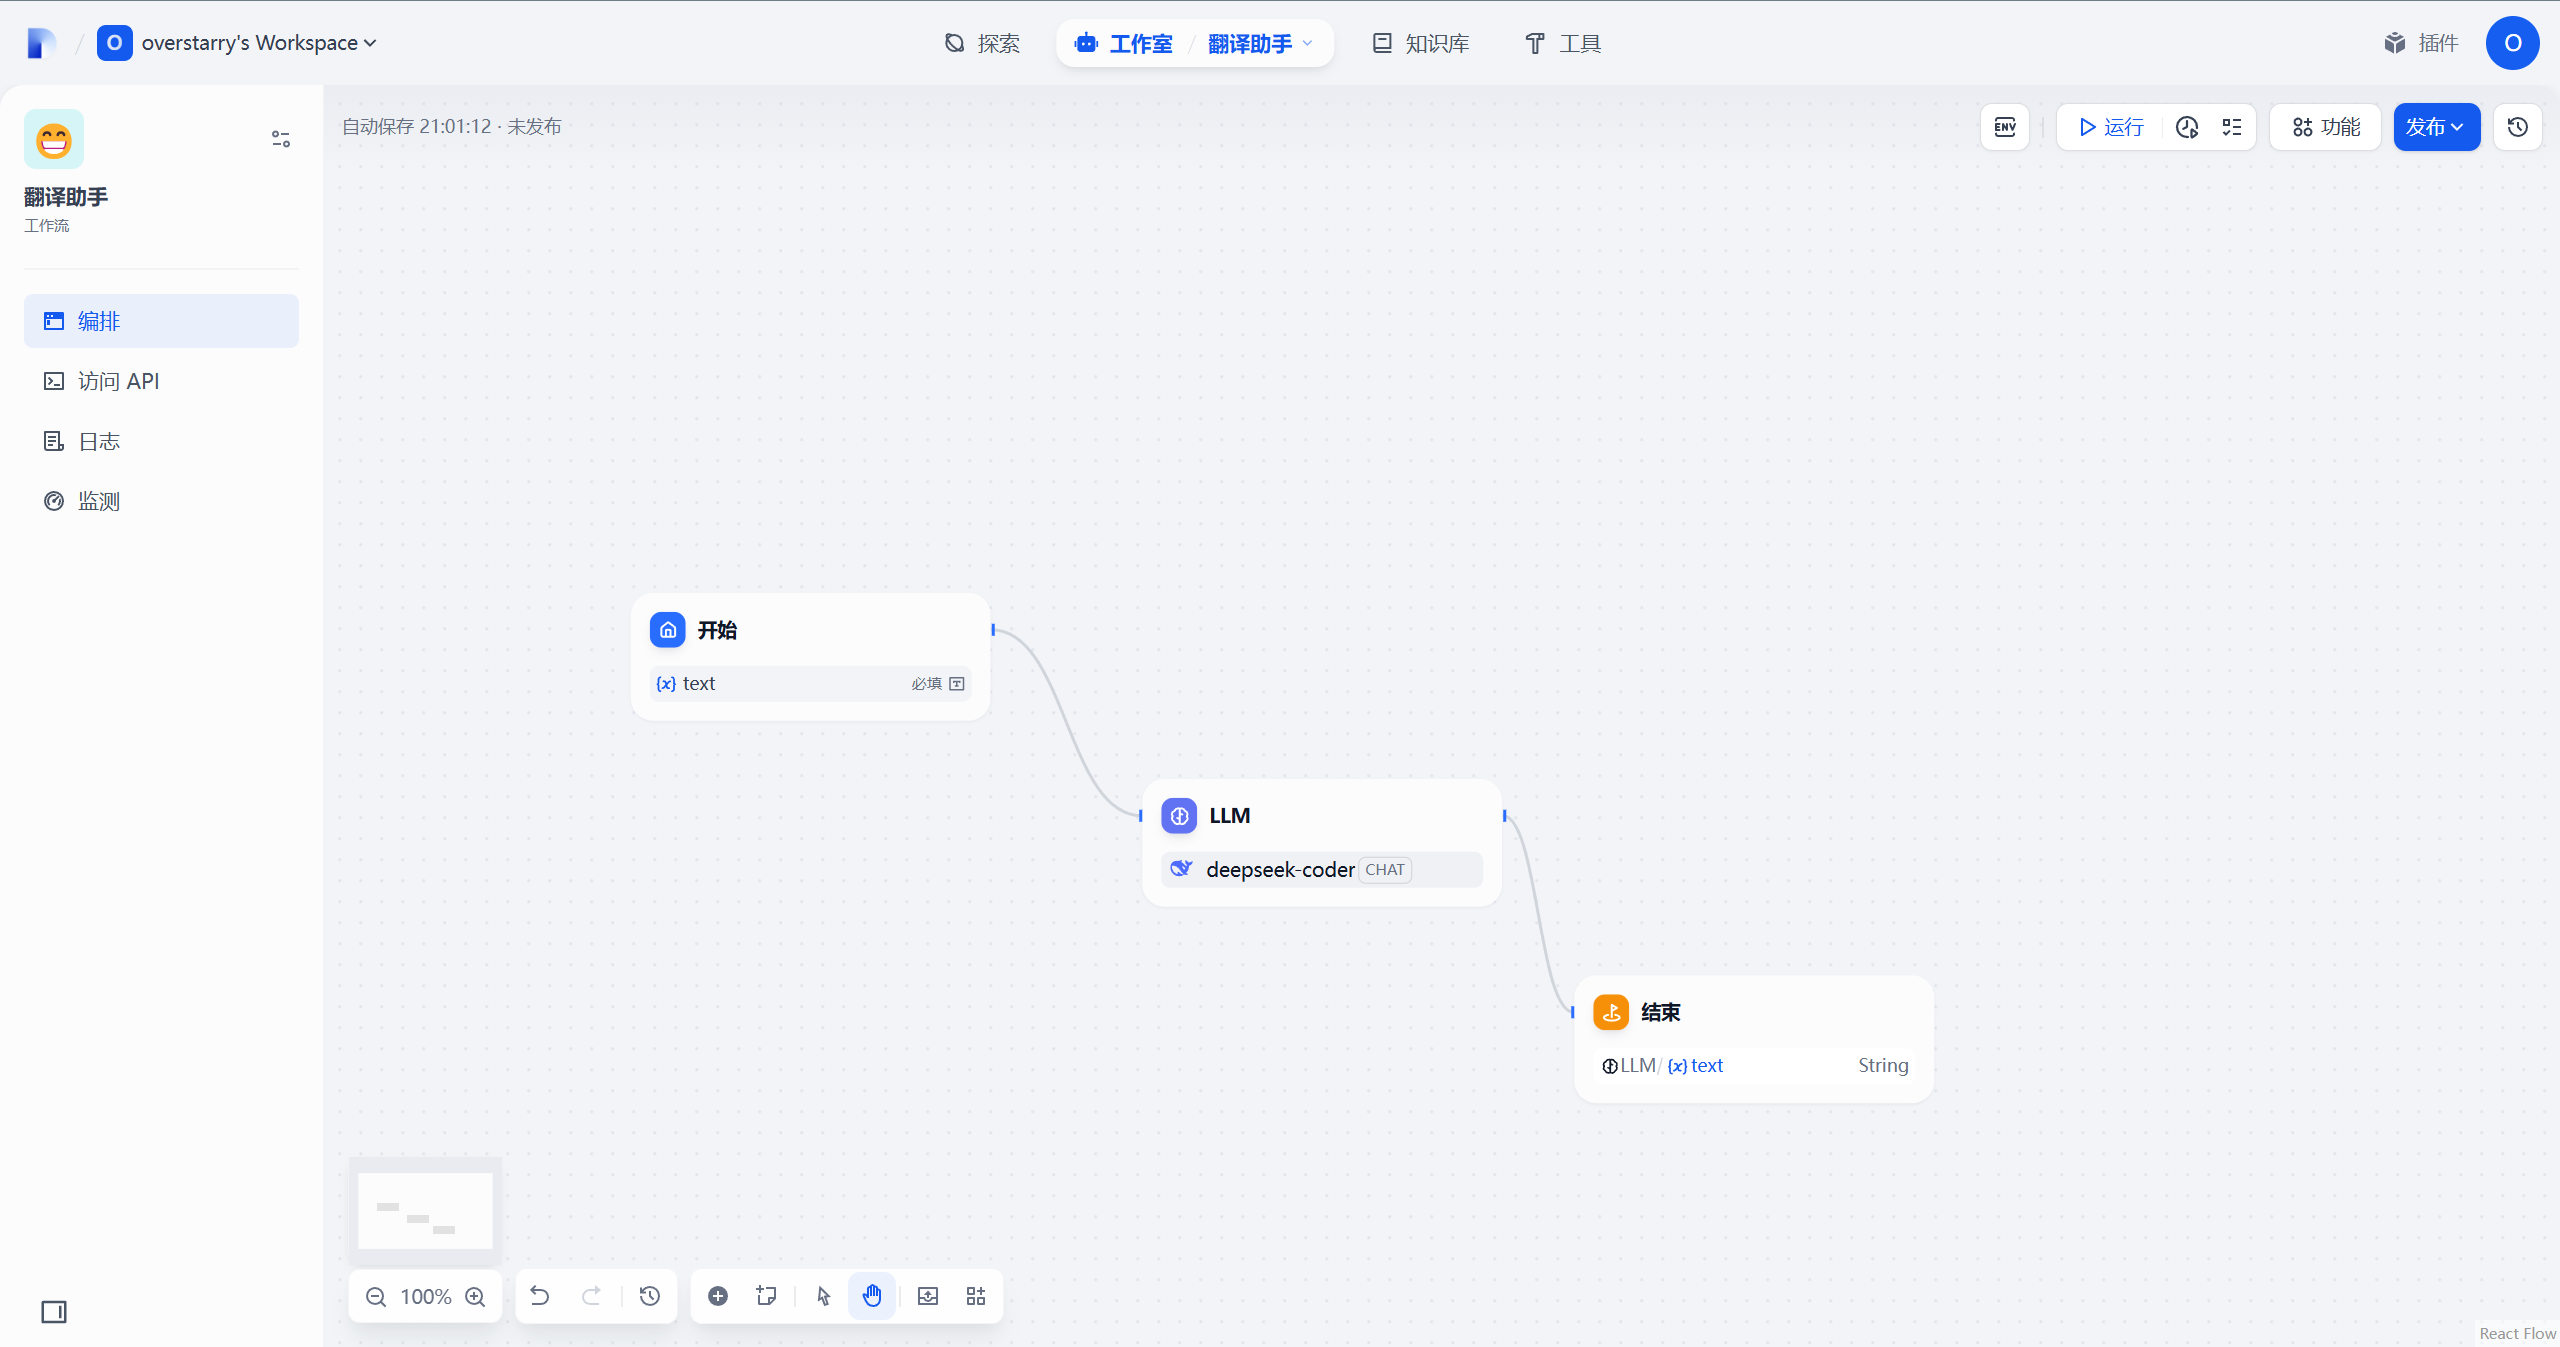 O overstarry's Workspace
探索
工作室 / 翻译助手
知识库
工具
插件
O
自动保存 21:01:12 · 未发布
ENV
运行
功能
发布
翻译助手
工作流
编排
访问 API
日志
监测
开始
{x} text 必填
LLM
deepseek-coder CHAT
结束
LLM/ {x} text String
100%
React Flow